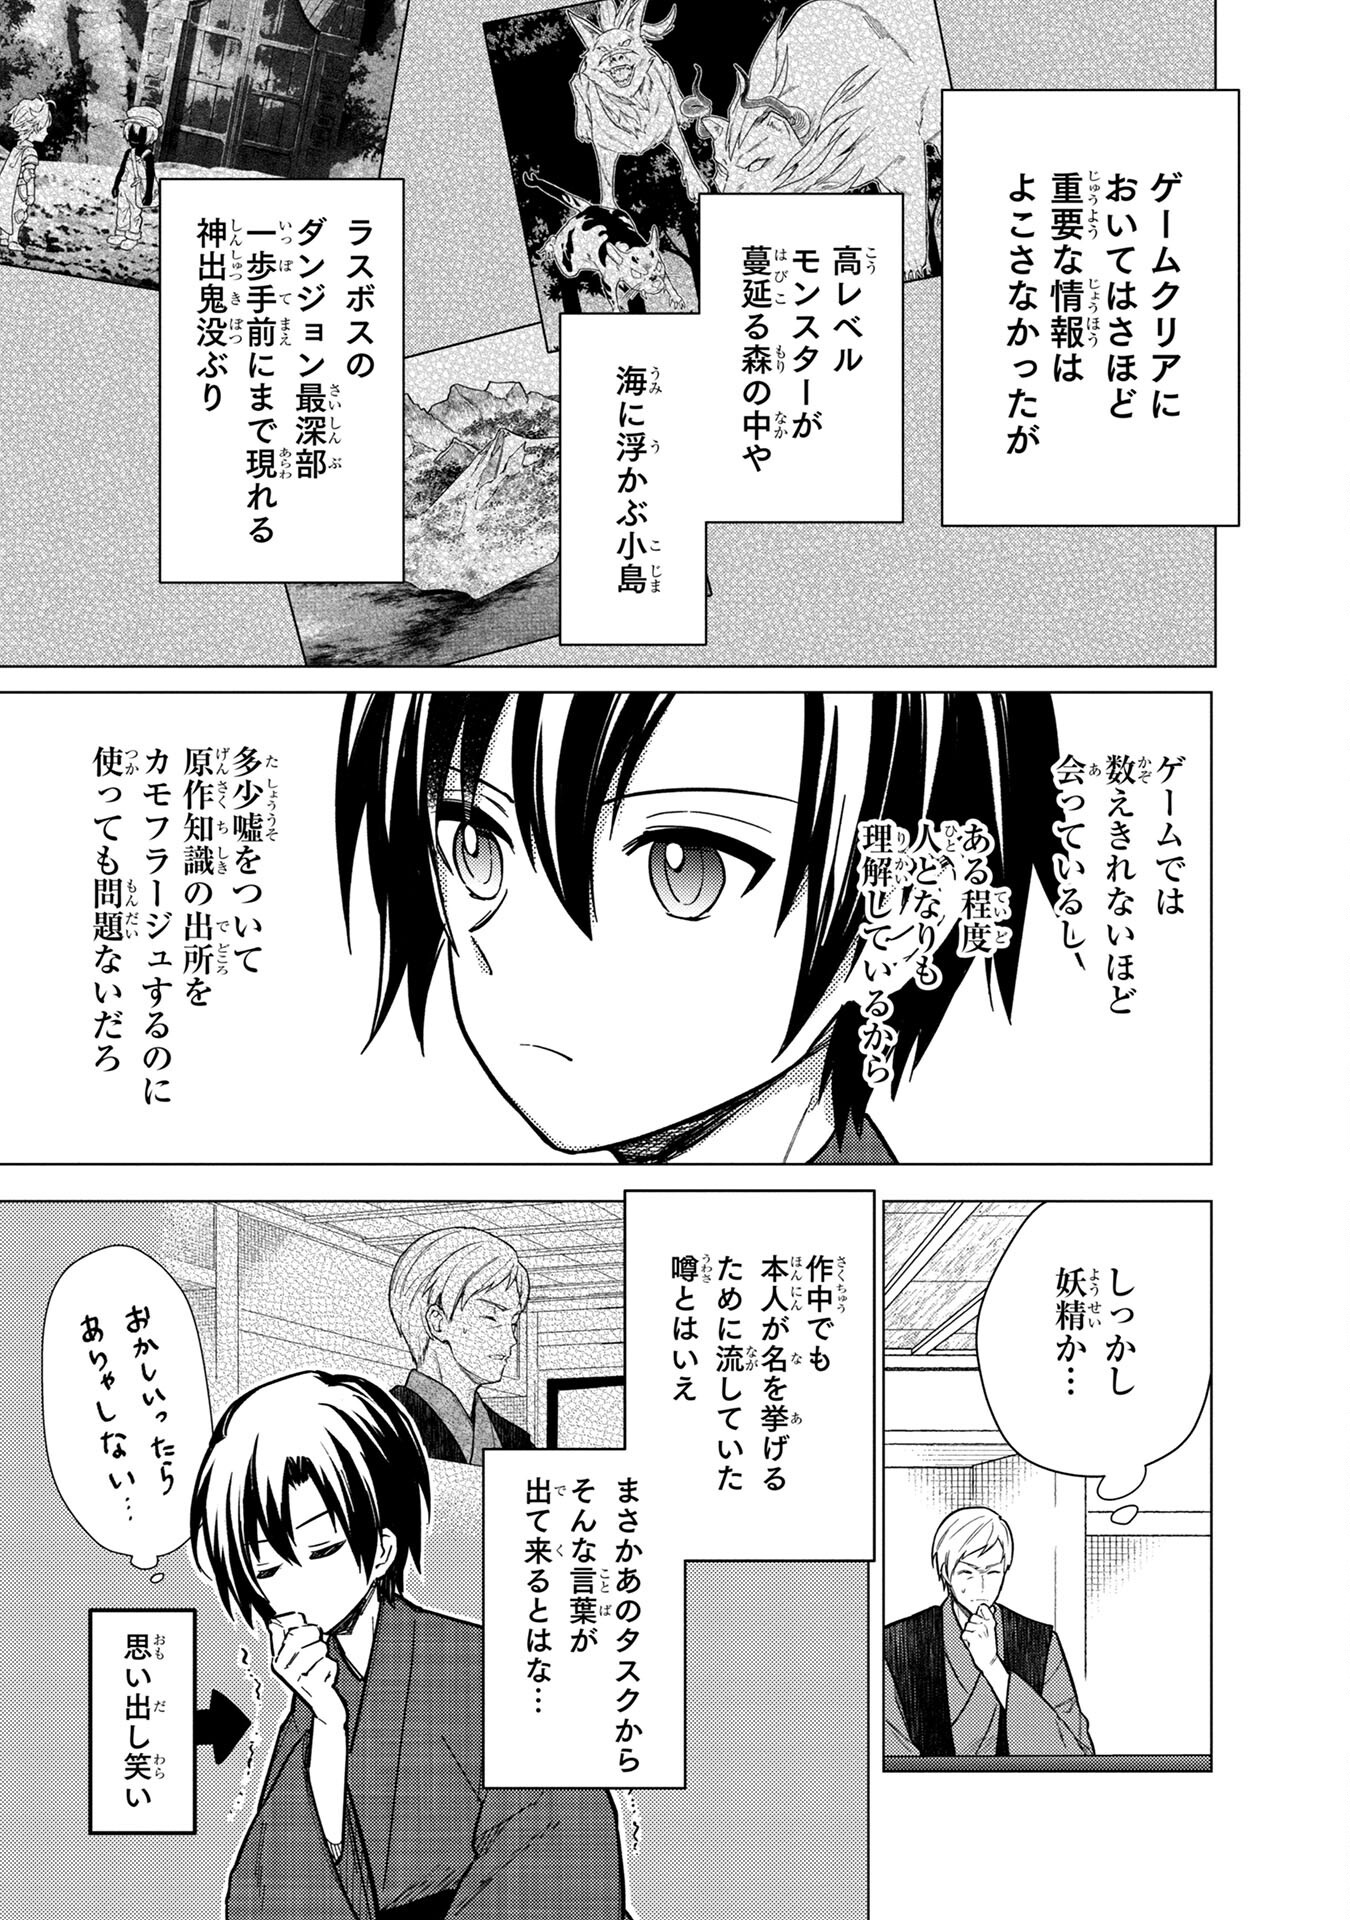 ゲームクリアに
おいてはさほど
重要な情報は
よこさなかったが
高レベル
モンスターが
蔓延る森の中や
海に浮かぶ小島
ラスボスの
ダンジョン最深部
一歩手前にまで現れる
神出鬼没ぶり
ゲームでは
数えきれないほど
会っているし、
ある程度
人となりも
理解しているから
多少嘘をついて
原作知識の出所を
カモフラージュするのに
使っても問題ないだろ
しっかし
妖精か…
作中でも
本人が名を挙げる
ために流していた
噂とはいえ
まさかあのタスクから
そんな言葉が
出て来るとはな…
おかしいったら
ありゃしない…
思い出し笑い